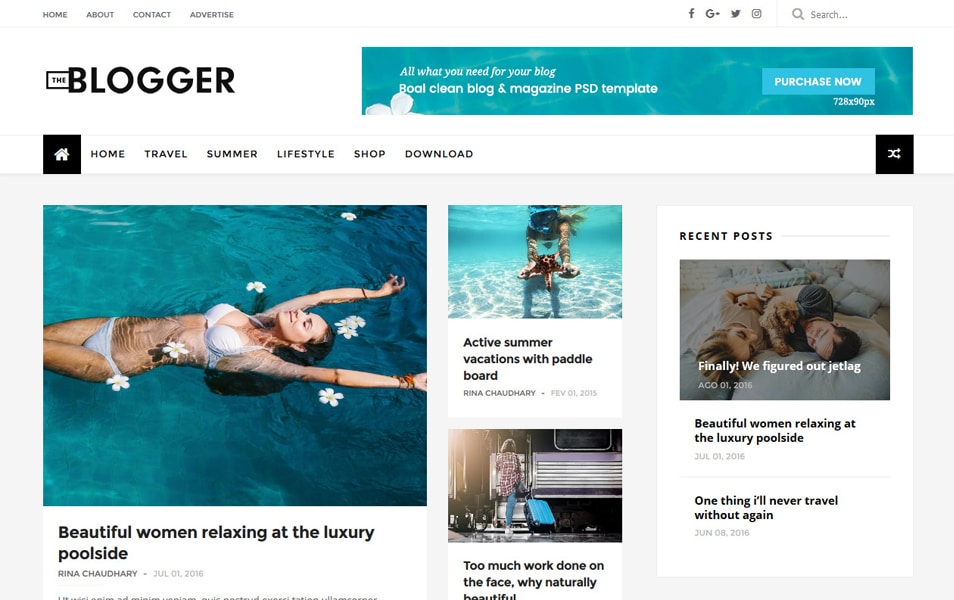 HOME ABOUT CONTACT ADVERTISE Search...
THE BLOGGER
All what you need for your blog
Boal clean blog & magazine PSD template
PURCHASE NOW
728x90px
HOME TRAVEL SUMMER LIFESTYLE SHOP DOWNLOAD
Beautiful women relaxing at the luxury
poolside
RINA CHAUDHARY - JUL 01, 2016
Ut wisi enim ad minim veniam, quis nostrud exerci tation ullamcorper
Active summer
vacations with paddle
board
RINA CHAUDHARY - FEV 01, 2015
Too much work done on
the face, why naturally
beautiful
RECENT POSTS
Finally! We figured out jetlag
AGO 01, 2016
Beautiful women relaxing at
the luxury poolside
JUL 01, 2016
One thing i'll never travel
without again
JUN 08, 2016